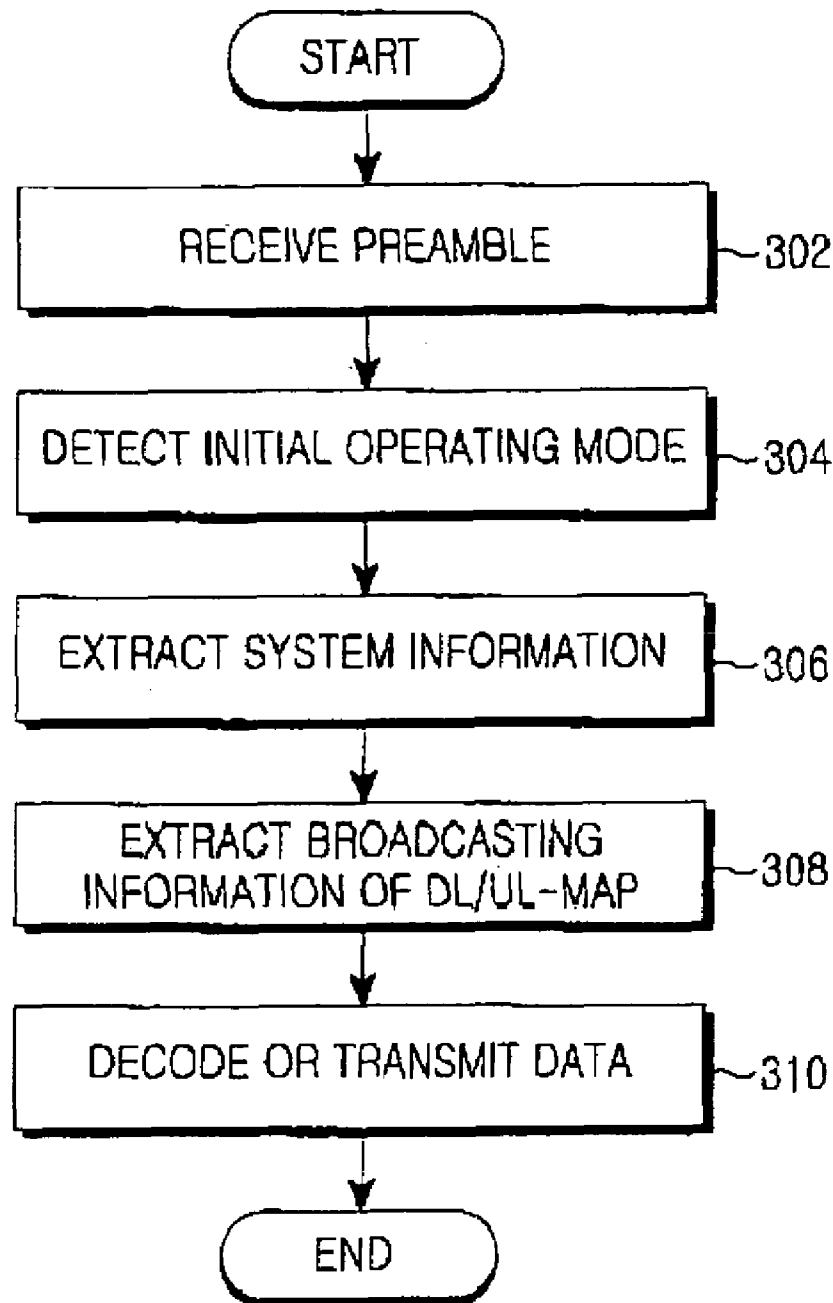 START
RECEIVE PREAMBLE
302
DETECT INITIAL OPERATING MODE
304
EXTRACT SYSTEM INFORMATION
306
EXTRACT BROADCASTING
INFORMATION OF DL/UL-MAP
308
DECODE OR TRANSMIT DATA
310
END